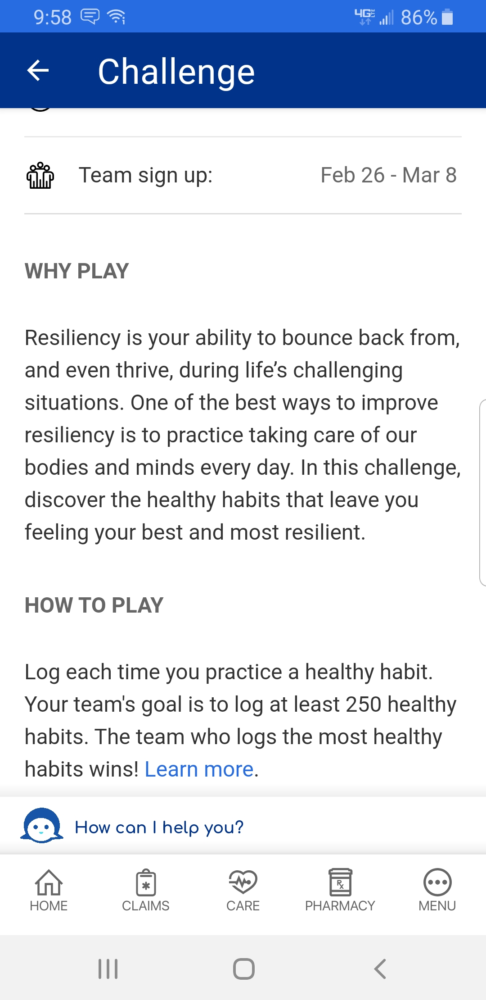 9:58
4G LTE 86%
Challenge
Team sign up: Feb 26 - Mar 8
WHY PLAY
Resiliency is your ability to bounce back from,
and even thrive, during life’s challenging
situations. One of the best ways to improve
resiliency is to practice taking care of our
bodies and minds every day. In this challenge,
discover the healthy habits that leave you
feeling your best and most resilient.
HOW TO PLAY
Log each time you practice a healthy habit.
Your team's goal is to log at least 250 healthy
habits. The team who logs the most healthy
habits wins! Learn more.
How can I help you?
Rx
HOME CLAIMS CARE PHARMACY MENU